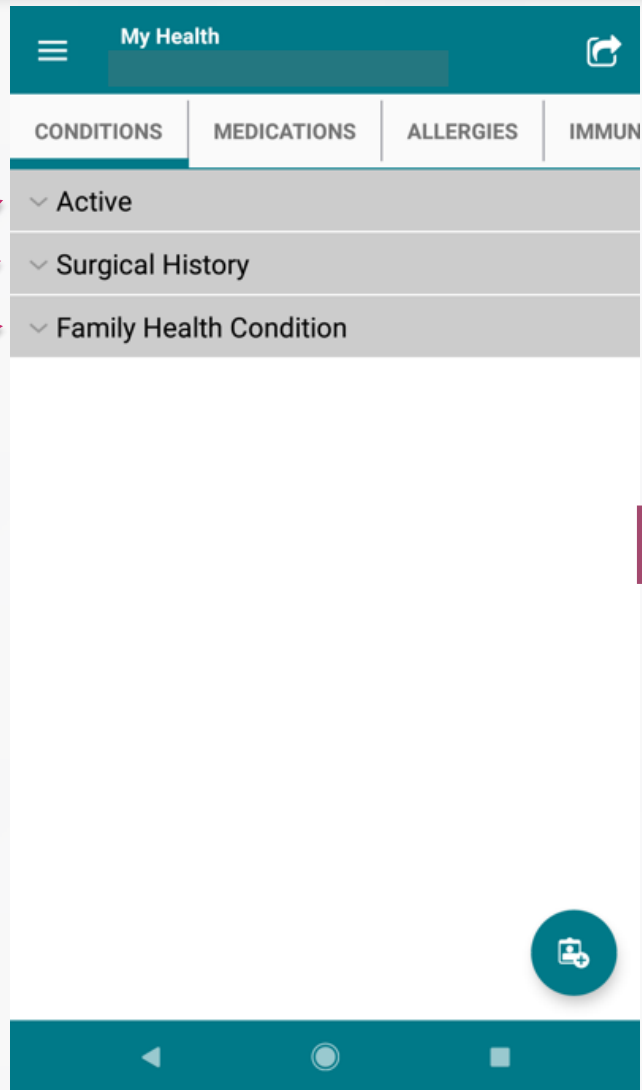 My Health
CONDITIONS MEDICATIONS ALLERGIES IMMUN
Active
Surgical History
Family Health Condition